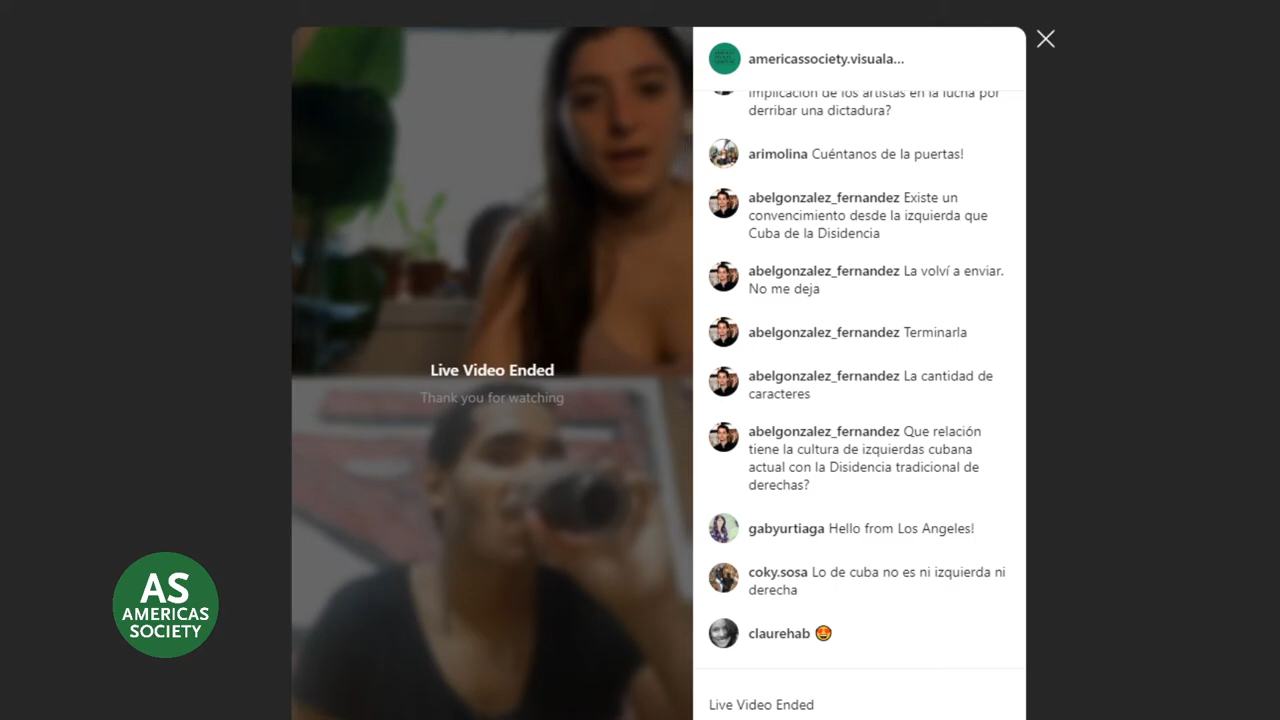 americassociety.visuala...
implicación de los artistas en la lucha por
derribar una dictadura?
arimolina Cuéntanos de la puertas!
abelgonzalez_fernandez Existe un
convencimiento desde la izquierda que
Cuba de la Disidencia
abelgonzalez_fernandez La volví a enviar.
No me deja
abelgonzalez_fernandez Terminarla
abelgonzalez_fernandez La cantidad de
caracteres
abelgonzalez_fernandez Que relación
tiene la cultura de izquierdas cubana
actual con la Disidencia tradicional de
derechas?
gabyurtiaga Hello from Los Angeles!
coky.sosa Lo de cuba no es ni izquierda ni
derecha
claurehab 🤩
Live Video Ended
Live Video Ended
Thank you for watching
AS
AMERICAS
SOCIETY